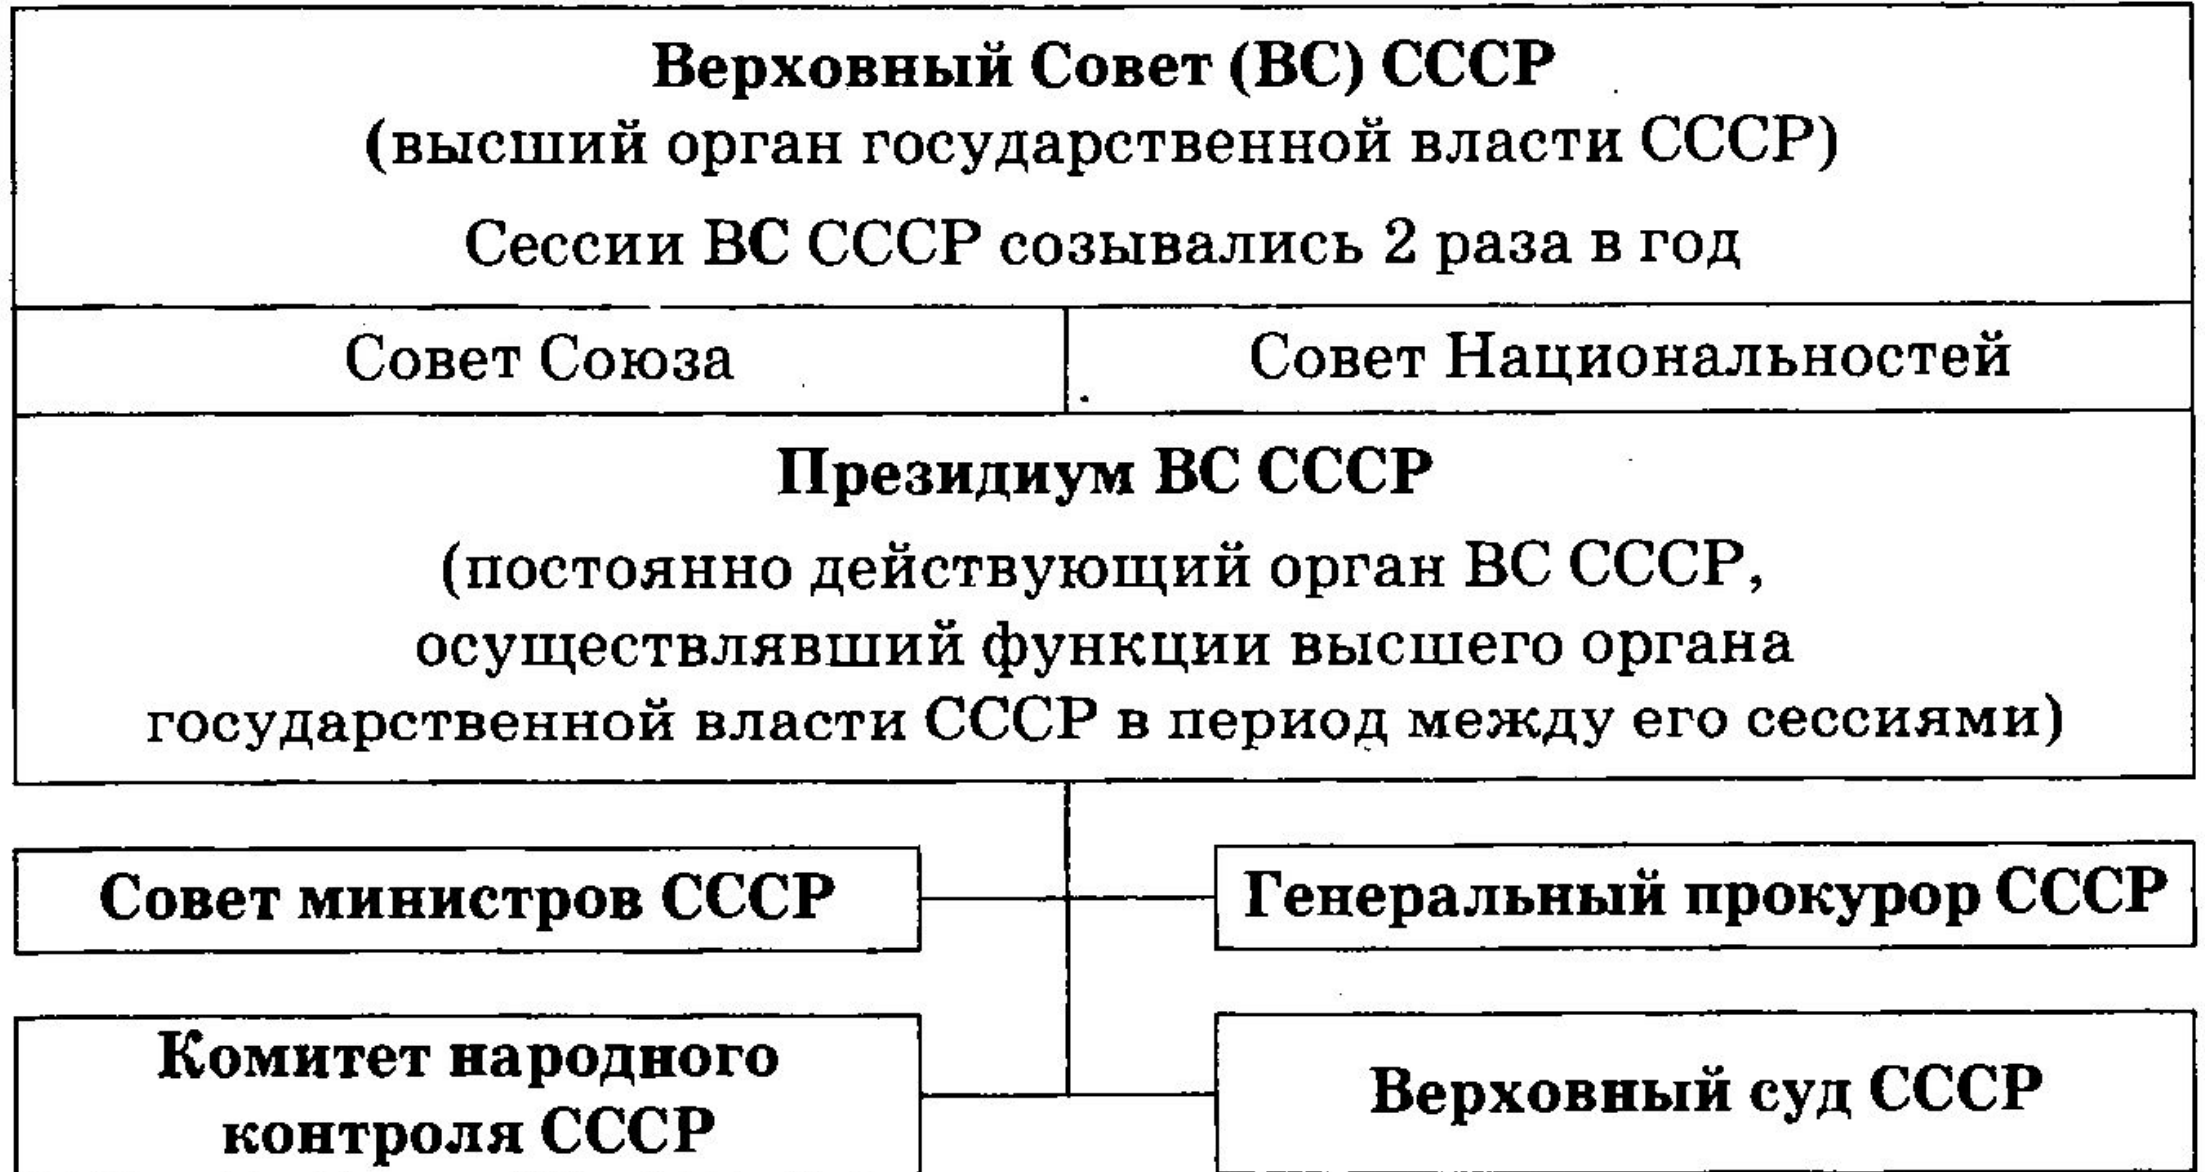 Верховный Совет (ВС) СССР
(высший орган государственной власти СССР)
Сессии ВС СССР созывались 2 раза в год
Совет Союза
Совет Национальностей
Президиум ВС СССР
(постоянно действующий орган ВС СССР,
осуществлявший функции высшего органа
государственной власти СССР в период между его сессиями)
Совет министров СССР
Генеральный прокурор СССР
Комитет народного
контроля СССР
Верховный суд СССР